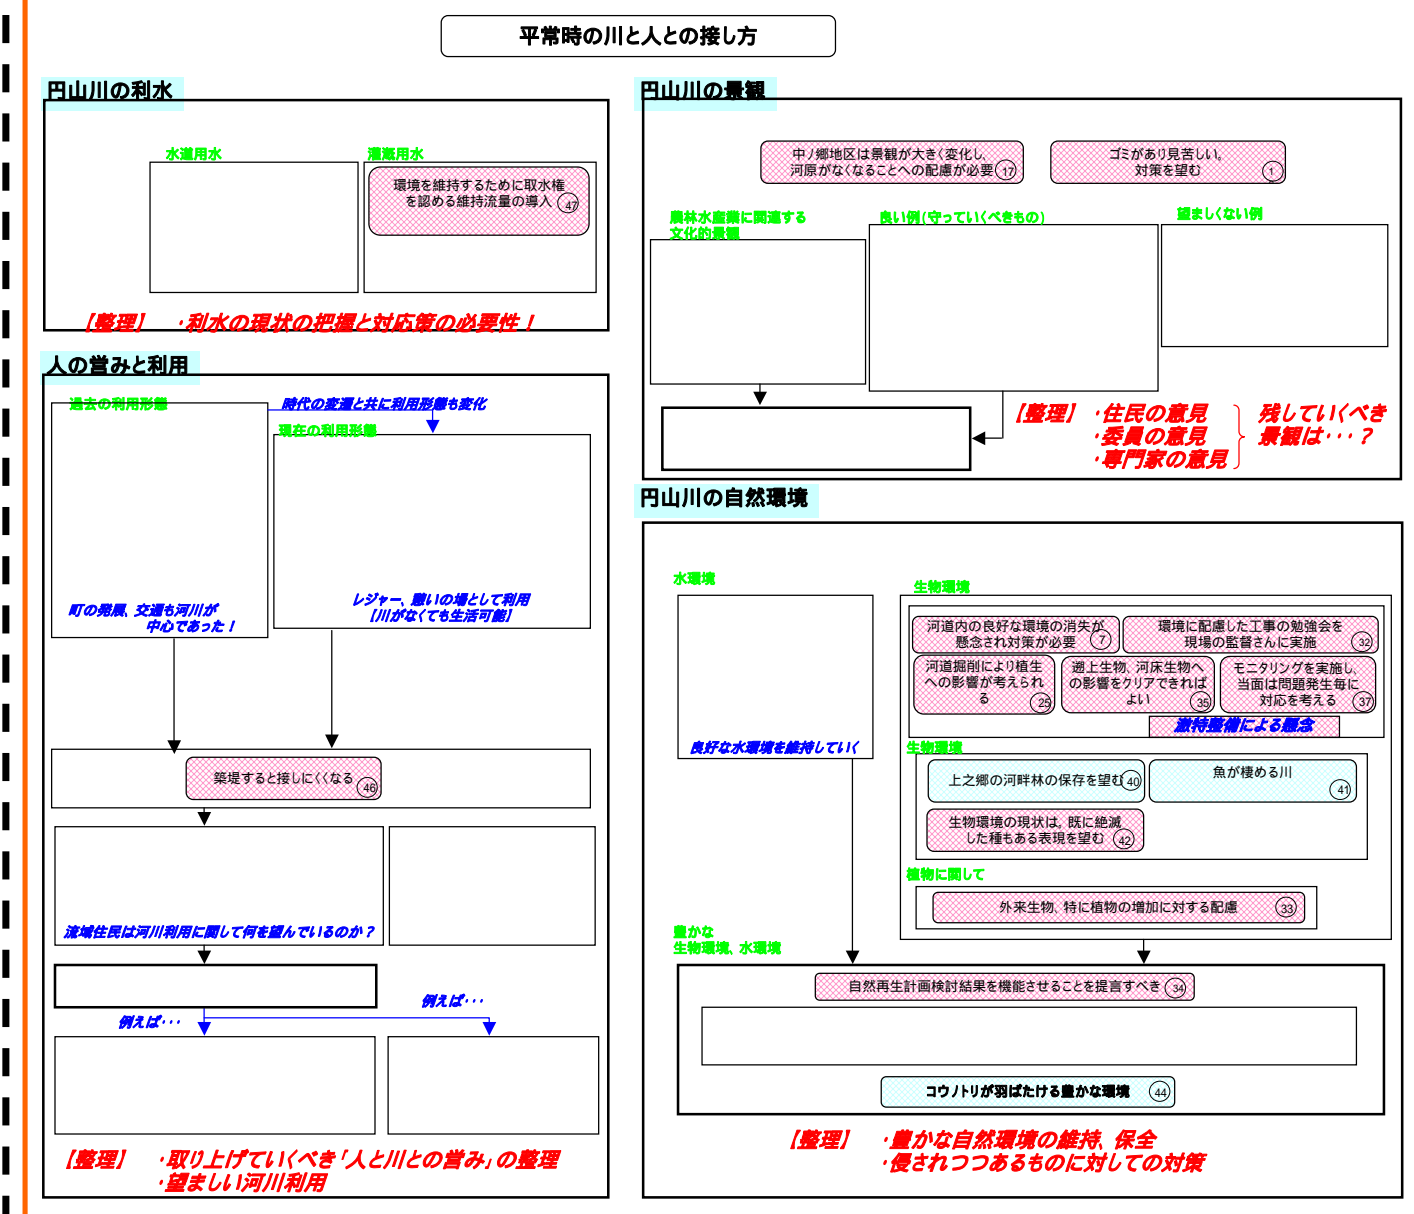 平常時の川と人との接し方
円山川の利水
水道用水
灌漑用水
環境を維持するために取水権
を認める維持流量の導入
47
【整理】 ・利水の現状の把握と対応策の必要性！
人の営みと利用
過去の利用形態
時代の変遷と共に利用形態も変化
現在の利用形態
町の発展、交通も河川が
中心であった！
レジャー、憩いの場として利用
【川がなくても生活可能】
築堤すると接しにくくなる
46
流域住民は河川利用に関して何を望んでいるのか？
例えば・・・
例えば・・・
【整理】 ・取り上げていくべき「人と川との営み」の整理
・望ましい河川利用
円山川の景観
中ノ郷地区は景観が大きく変化し、
河原がなくなることへの配慮が必要
17
ゴミがあり見苦しい。
対策を望む
1
農林水産業に関連する
文化的景観
良い例(守っていくべきもの)
望ましくない例
【整理】 ・住民の意見
・委員の意見
・専門家の意見
残していくべき
景観は・・・？
円山川の自然環境
水環境
良好な水環境を維持していく
生物環境
河道内の良好な環境の消失が
懸念され対策が必要
7
環境に配慮した工事の勉強会を
現場の監督さんに実施
32
河道掘削により植生
への影響が考えられ
る
25
遡上生物、河床生物へ
の影響をクリアできれば
よい
35
モニタリングを実施し、
当面は問題発生毎に
対応を考える
37
激特整備による懸念
生物環境
上之郷の河畔林の保存を望む
40
魚が棲める川
41
生物環境の現状は。既に絶滅
した種もある表現を望む
42
植物に関して
外来生物、特に植物の増加に対する配慮
33
豊かな
生物環境、水環境
自然再生計画検討結果を機能させることを提言すべき
34
コウノトリが羽ばたける豊かな環境
44
【整理】 ・豊かな自然環境の維持、保全
・侵されつつあるものに対しての対策